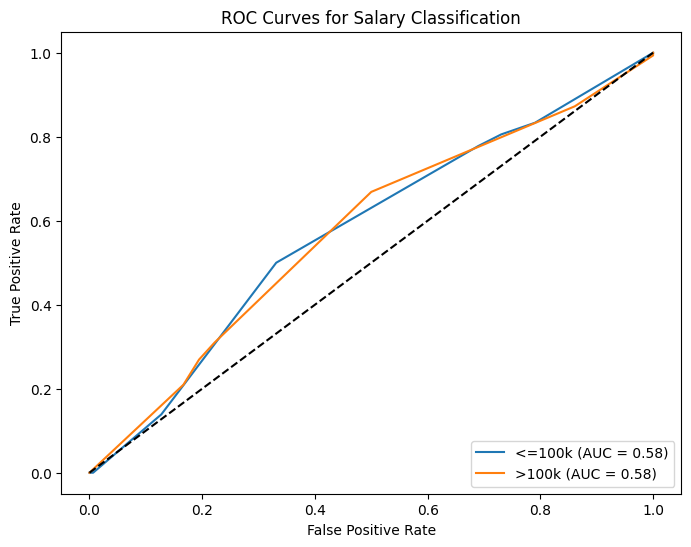 ROC Curves for Salary Classification
1.0
0.8
0.6
0.4
0.2
0.0
True Positive Rate
<=100k (AUC = 0.58)
>100k (AUC = 0.58)
0.0 0.2 0.4 0.6 0.8 1.0
False Positive Rate